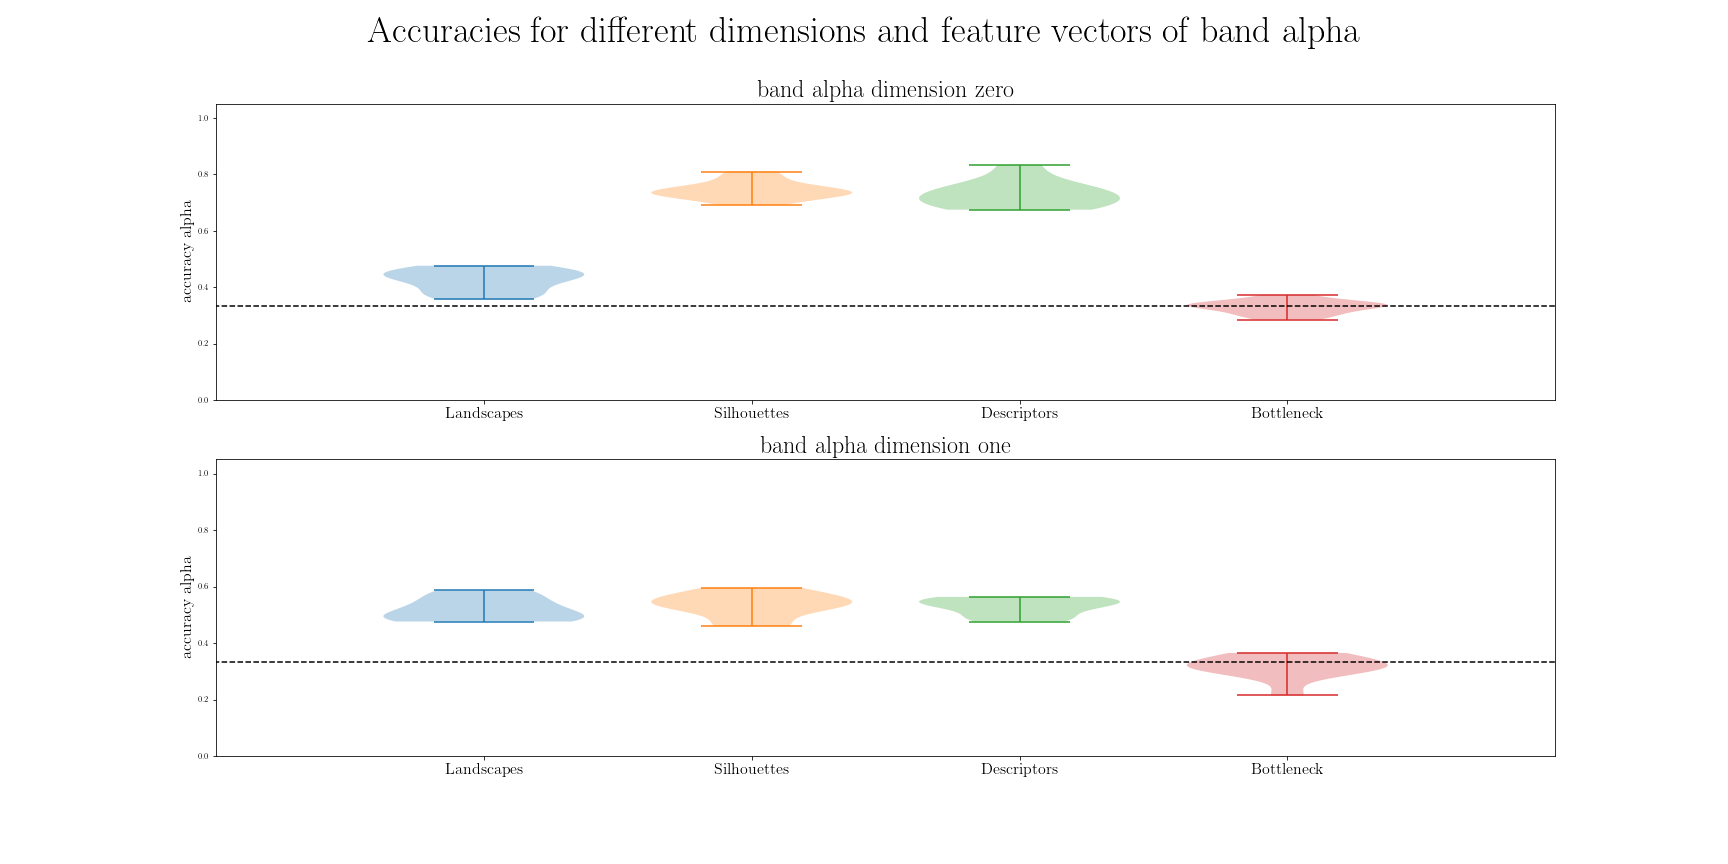 Accuracies for different dimensions and feature vectors of band alpha
band alpha dimension zero
accuracy alpha
1.0
0.8
0.6
0.4
0.2
0.0
Landscapes Silhouettes Descriptors Bottleneck
band alpha dimension one
accuracy alpha
1.0
0.8
0.6
0.4
0.2
0.0
Landscapes Silhouettes Descriptors Bottleneck